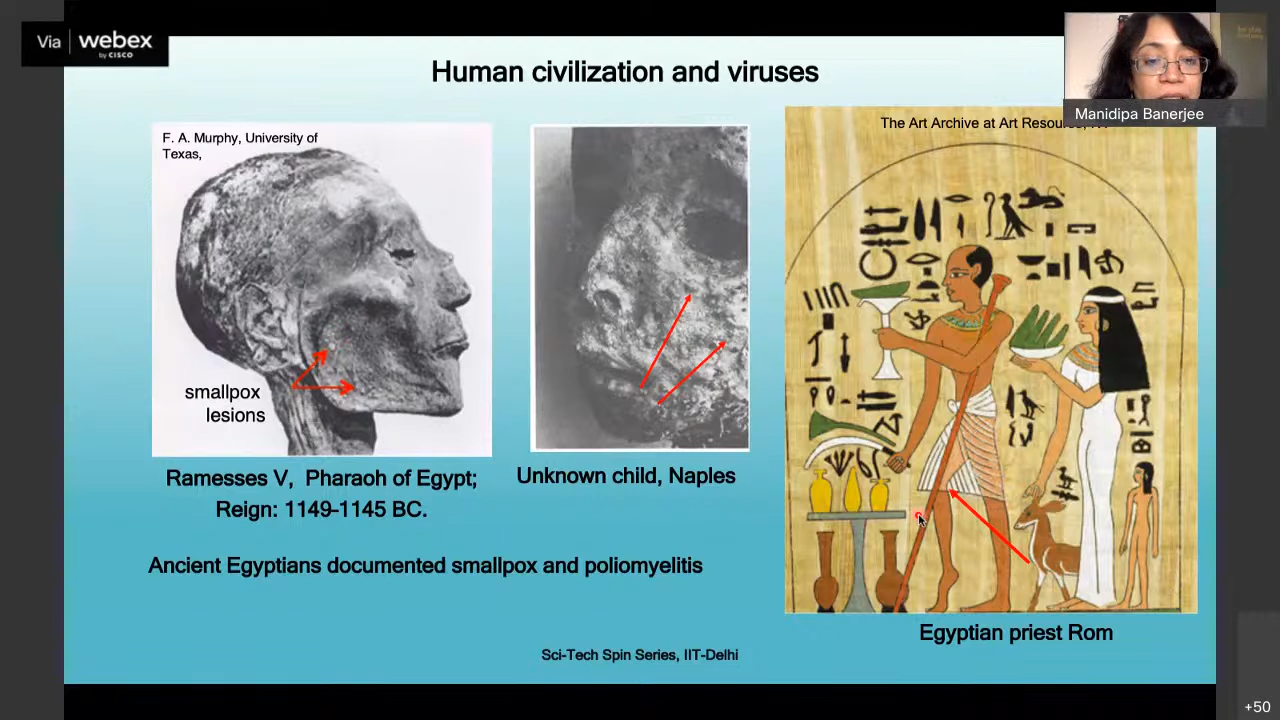 Via webex
by CISCO
Human civilization and viruses
Manidipa Banerjee
F. A. Murphy, University of
Texas,
The Art Archive at Art
smallpox
lesions
Ramesses V, Pharaoh of Egypt;
Reign: 1149-1145 BC.
Unknown child, Naples
Ancient Egyptians documented smallpox and poliomyelitis
Egyptian priest Rom
Sci-Tech Spin Series, IIT-Delhi
+50